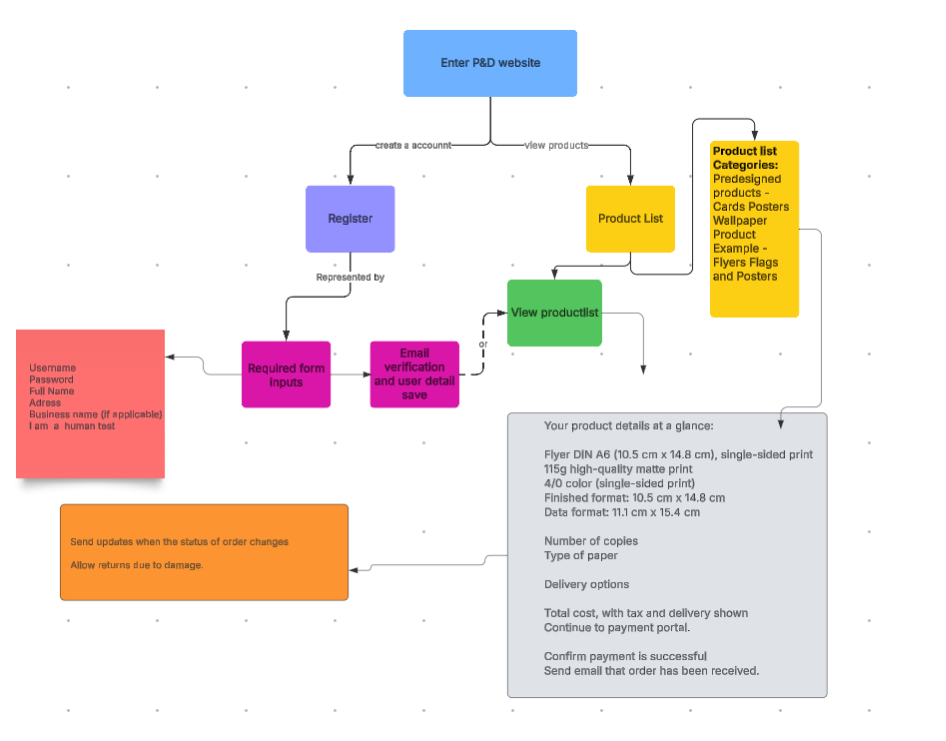 Enter P&D website
create a accounnt
view products
Product list
Categories:
Predesigned
products -
Cards Posters
Wallpaper
Product
Example -
Flyers Flags
and Posters
Register
Product List
Represented by
View productlist
or
Required form
inputs
Email
verification
and user detail
save
Username
Password
Full Name
Adress
Business name (if applicable)
I am a human test
Your product details at a glance:
Flyer DIN A6 (10.5 cm x 14.8 cm), single-sided print
115g high-quality matte print
4/0 color (single-sided print)
Finished format: 10.5 cm x 14.8 cm
Data format: 11.1 cm x 15.4 cm
Number of copies
Type of paper
Delivery options
Total cost, with tax and delivery shown
Continue to payment portal.
Confirm payment is successful
Send email that order has been received.
Send updates when the status of order changes
Allow returns due to damage.